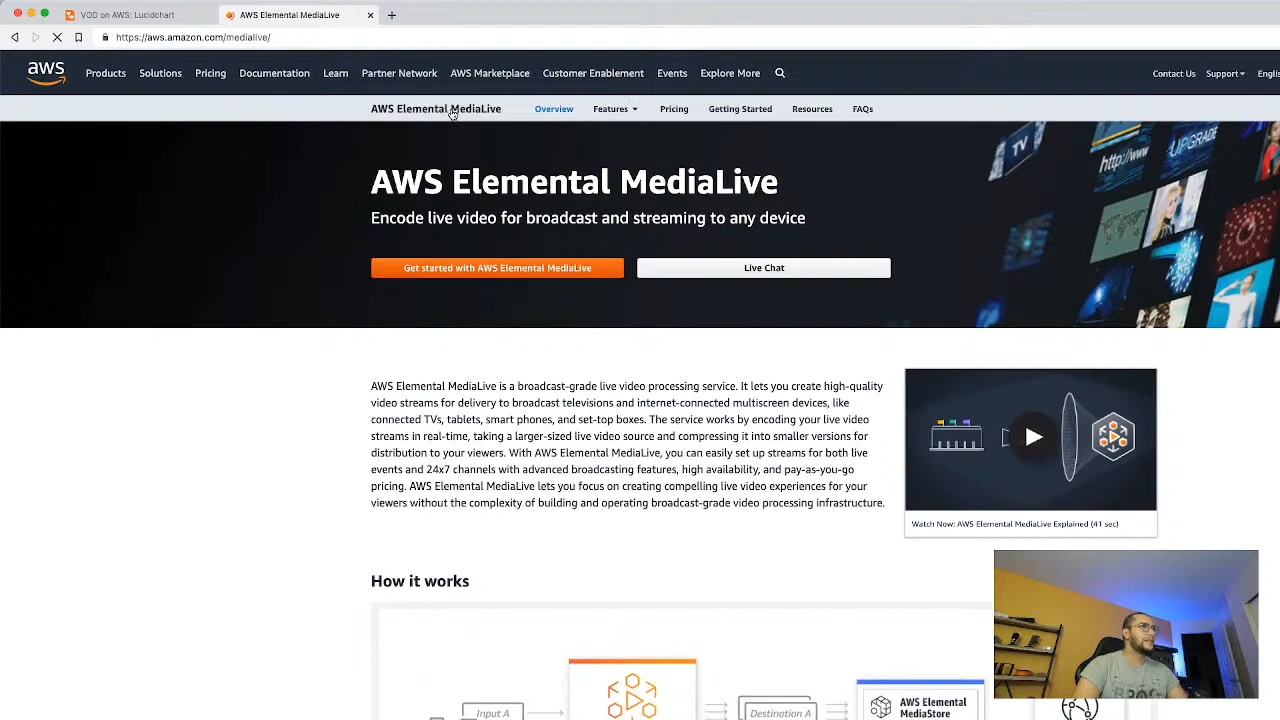 VOD on AWS: Lucidchart
AWS Elemental MediaLive
https://aws.amazon.com/medialive/
aws
Products Solutions Pricing Documentation Learn Partner Network AWS Marketplace Customer Enablement Events Explore More
Contact Us Support Englis
AWS Elemental MediaLive Overview Features Pricing Getting Started Resources FAQs
AWS Elemental MediaLive
Encode live video for broadcast and streaming to any device
Get started with AWS Elemental MediaLive
Live Chat
TV
http://www
UPGRADE
AWS Elemental MediaLive is a broadcast-grade live video processing service. It lets you create high-quality
video streams for delivery to broadcast televisions and internet-connected multiscreen devices, like
connected TVs, tablets, smart phones, and set-top boxes. The service works by encoding your live video
streams in real-time, taking a larger-sized live video source and compressing it into smaller versions for
distribution to your viewers. With AWS Elemental MediaLive, you can easily set up streams for both live
events and 24x7 channels with advanced broadcasting features, high availability, and pay-as-you-go
pricing. AWS Elemental MediaLive lets you focus on creating compelling live video experiences for your
viewers without the complexity of building and operating broadcast-grade video processing infrastructure.
Watch Now: AWS Elemental MediaLive Explained (41 sec)
How it works
Input A
Destination A
AWS Elemental
MediaStore